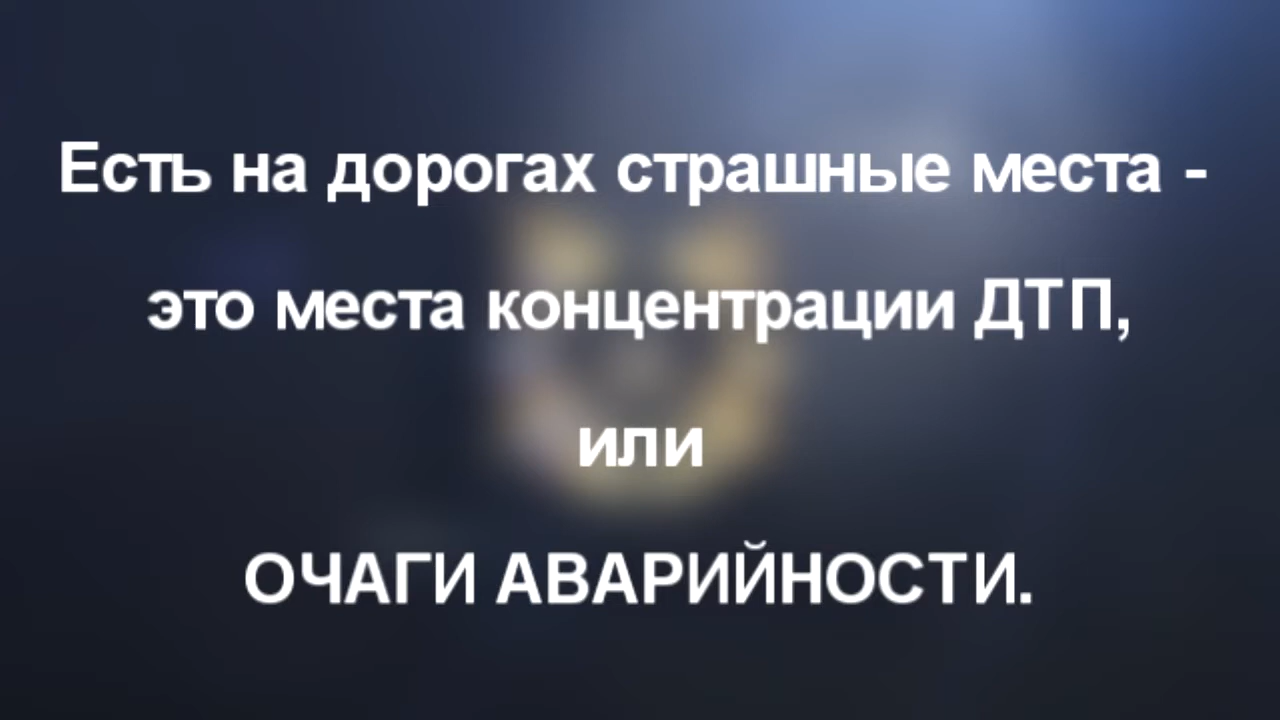 Есть на дорогах страшные места -
это места концентрации ДТП,
или
ОЧАГИ АВАРИЙНОСТИ.